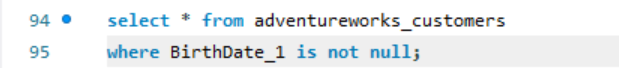 94 select * from adventureworks_customers
95 where BirthDate_1 is not null;